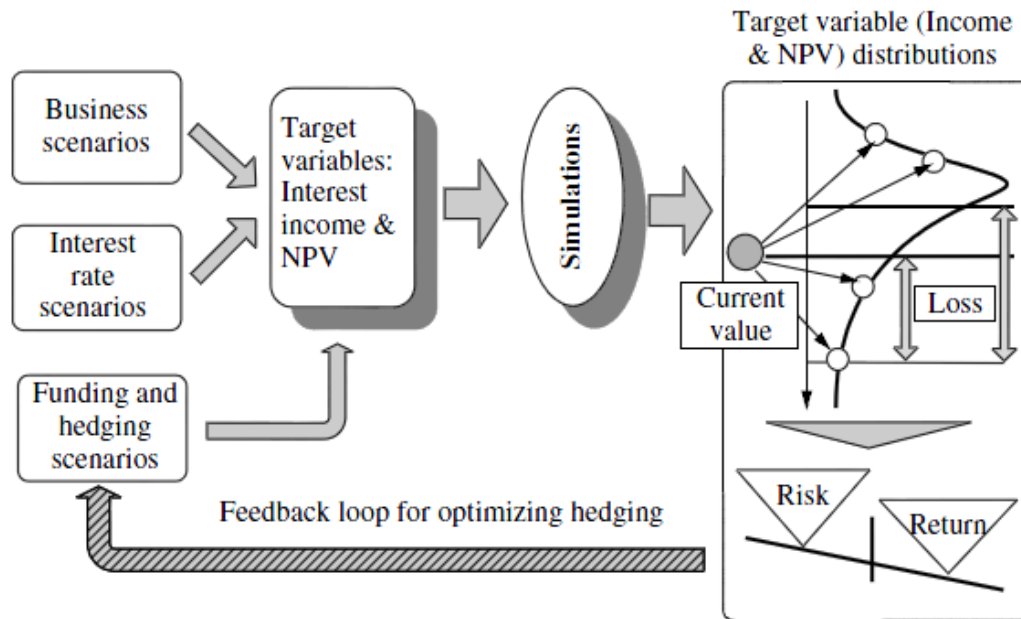 Target variable (Income
& NPV) distributions
Business
scenarios
Target
variables:
Interest
income &
NPV
Simulations
Interest
rate
scenarios
Current
value
Loss
Funding and
hedging
scenarios
Feedback loop for optimizing hedging
Risk
Return